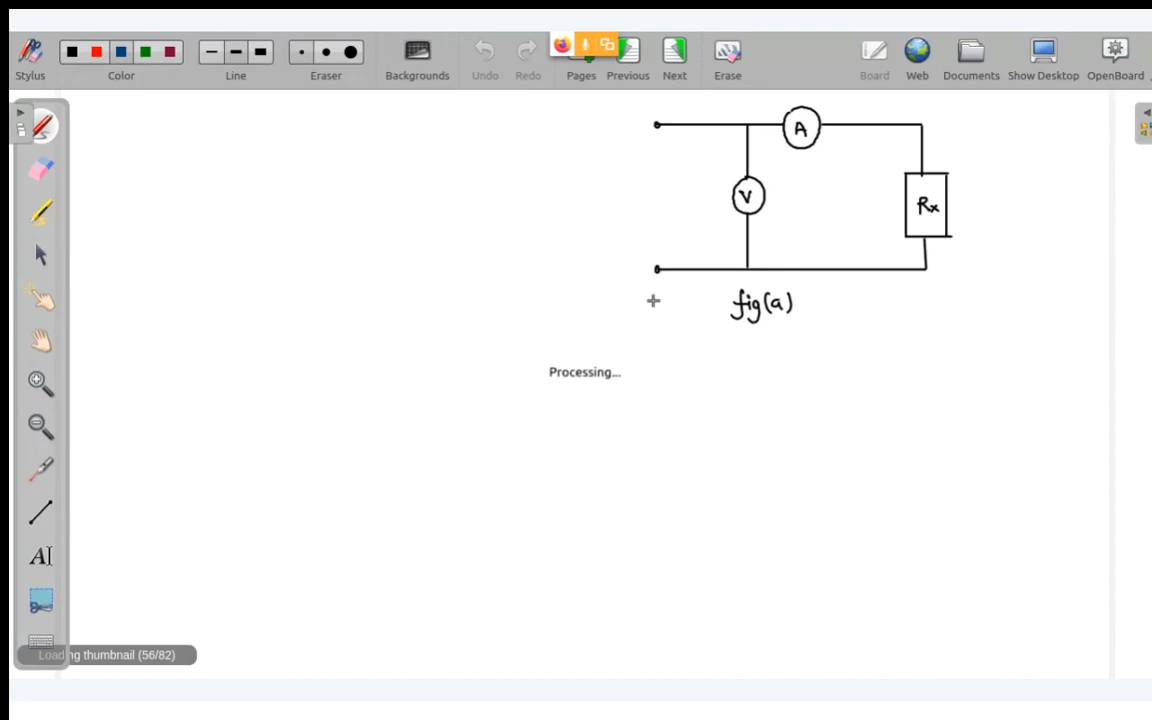 Stylus
Color
Line
Eraser
Backgrounds
Undo
Redo
Pages
Previous
Next
Erase
Board
Web
Documents
Show Desktop
OpenBoard
A
V
Rx
fig(a)
Processing...
A
Loading thumbnail (56/82)